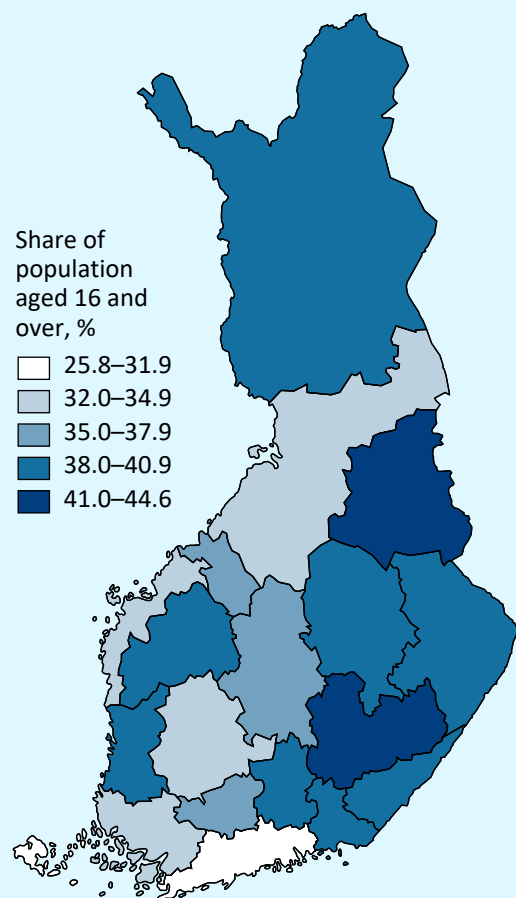 Share of
population
aged 16 and
over, %
25.8–31.9
32.0–34.9
35.0–37.9
38.0–40.9
41.0–44.6